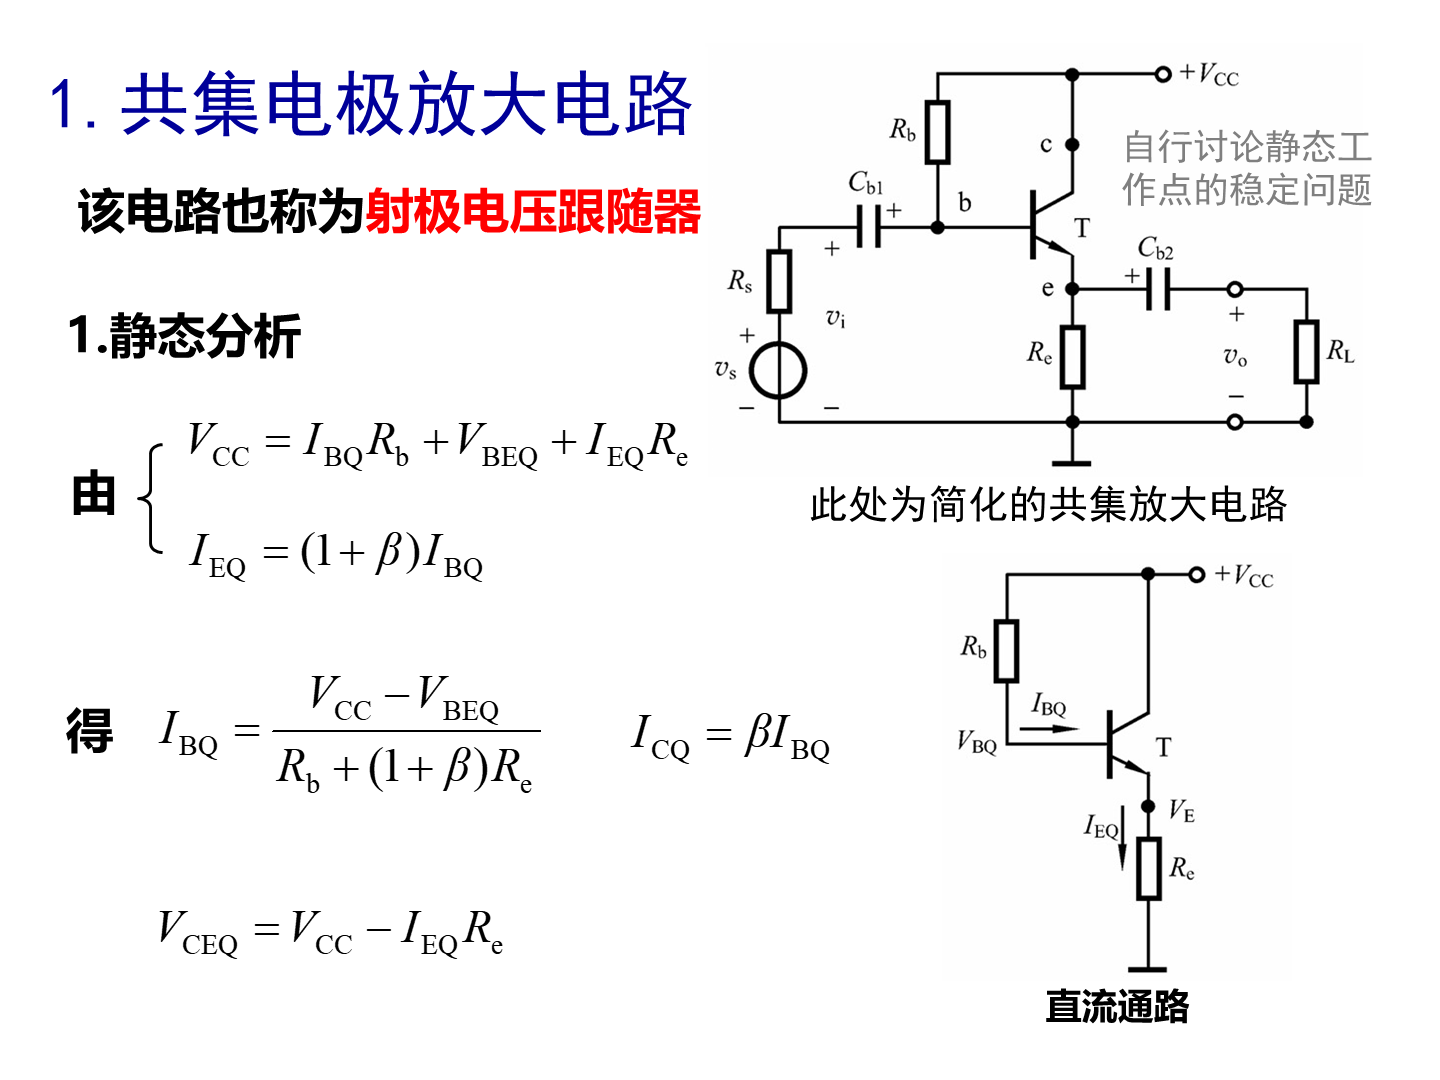 1.共集电极放大电路
该电路也称为射极电压跟随器
1.静态分析
由
V_CC = I_BQ R_b + V_BEQ + I_EQ R_e
I_EQ = (1+β) I_BQ
得
I_BQ = (V_CC − V_BEQ) / (R_b + (1+β) R_e)
I_CQ = β I_BQ
V_CEQ = V_CC − I_EQ R_e
+V_CC
R_b
c
自行讨论静态工
作点的稳定问题
C_b1
+
b
T
+
C_b2
+
R_s
e
+
v_i
+
R_e
v_o
R_L
v_s
−
−
−
此处为简化的共集放大电路
+V_CC
R_b
I_BQ
V_BQ
T
V_E
I_EQ
R_e
直流通路